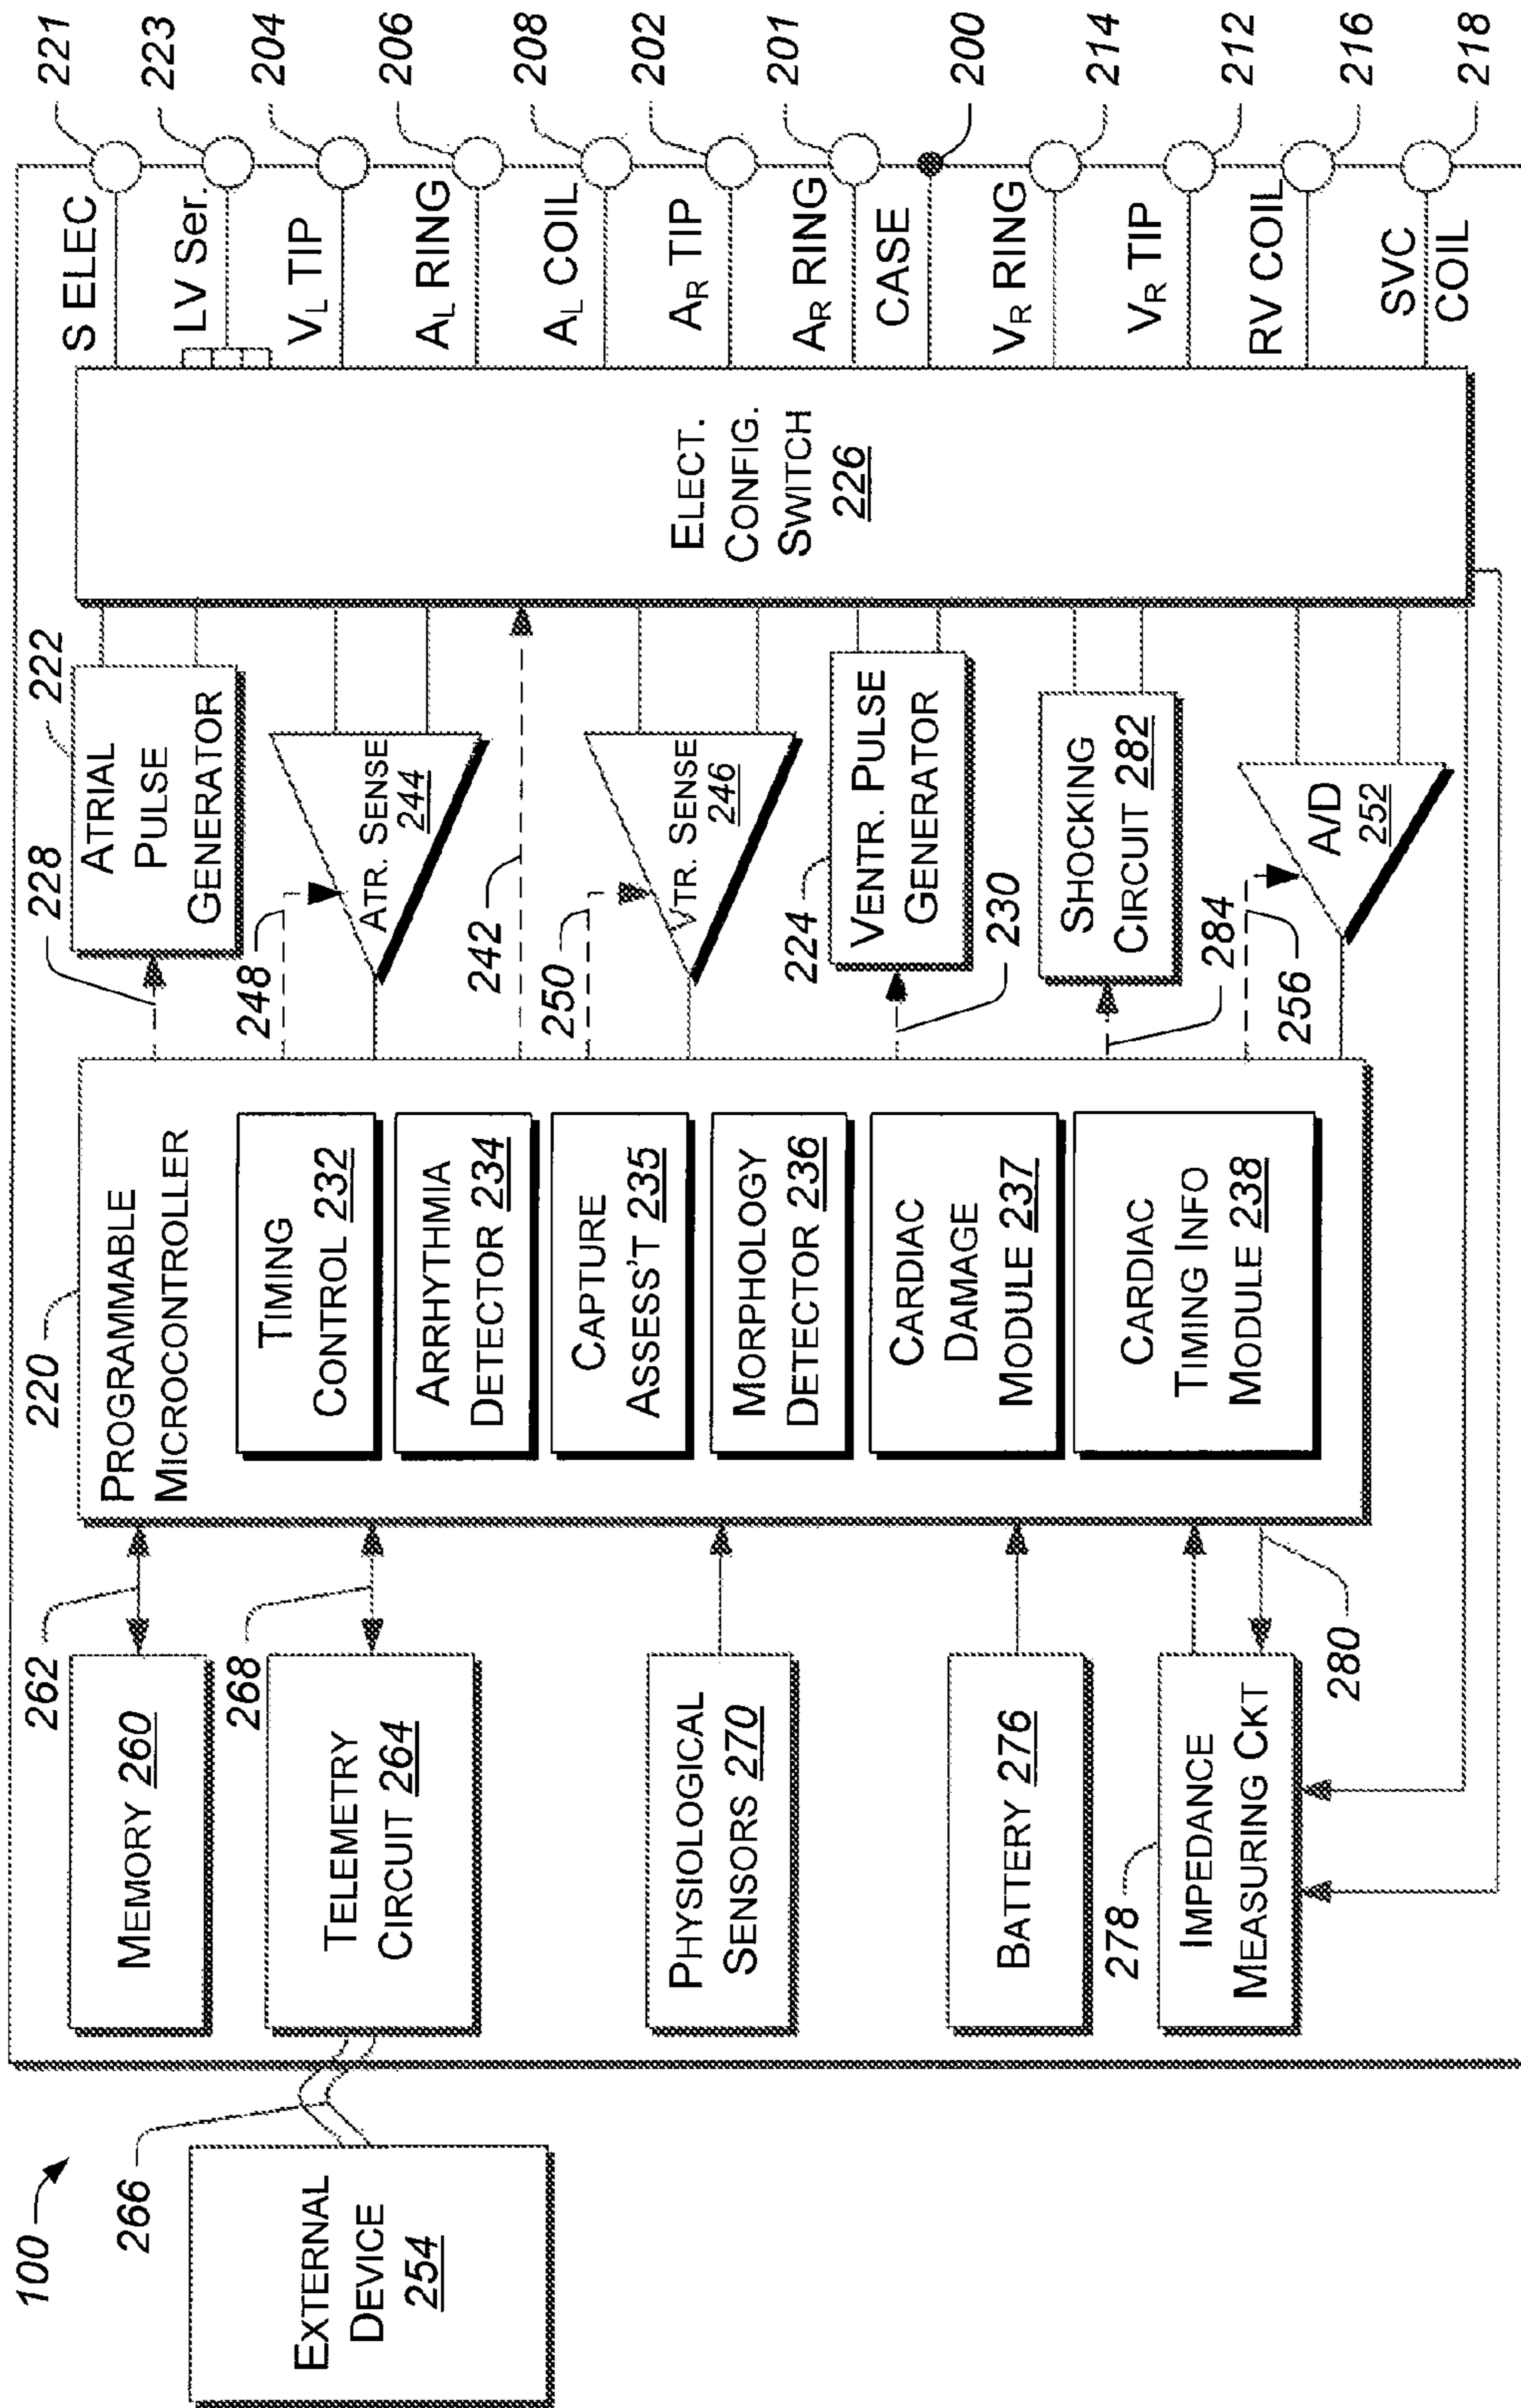 100
EXTERNAL
DEVICE
254
266
MEMORY 260
262
TELEMETRY
CIRCUIT 264
268
PHYSIOLOGICAL
SENSORS 270
BATTERY 276
278
IMPEDANCE
MEASURING CKT
280
220
PROGRAMMABLE
MICROCONTROLLER
TIMING
CONTROL 232
ARRHYTHMIA
DETECTOR 234
CAPTURE
ASSESS'T 235
MORPHOLOGY
DETECTOR 236
CARDIAC
DAMAGE
MODULE 237
CARDIAC
TIMING INFO
MODULE 238
228
222
ATRIAL
PULSE
GENERATOR
248
ATR. SENSE
244
242
250
VTR. SENSE
246
224
VENTR. PULSE
GENERATOR
230
SHOCKING
CIRCUIT 282
284
256
A/D
252
ELECT.
CONFIG.
SWITCH
226
S ELEC
221
LV Ser.
223
VL TIP
204
AL RING
206
AL COIL
208
AR TIP
202
AR RING
201
CASE
200
VR RING
214
VR TIP
212
RV COIL
216
SVC
COIL
218